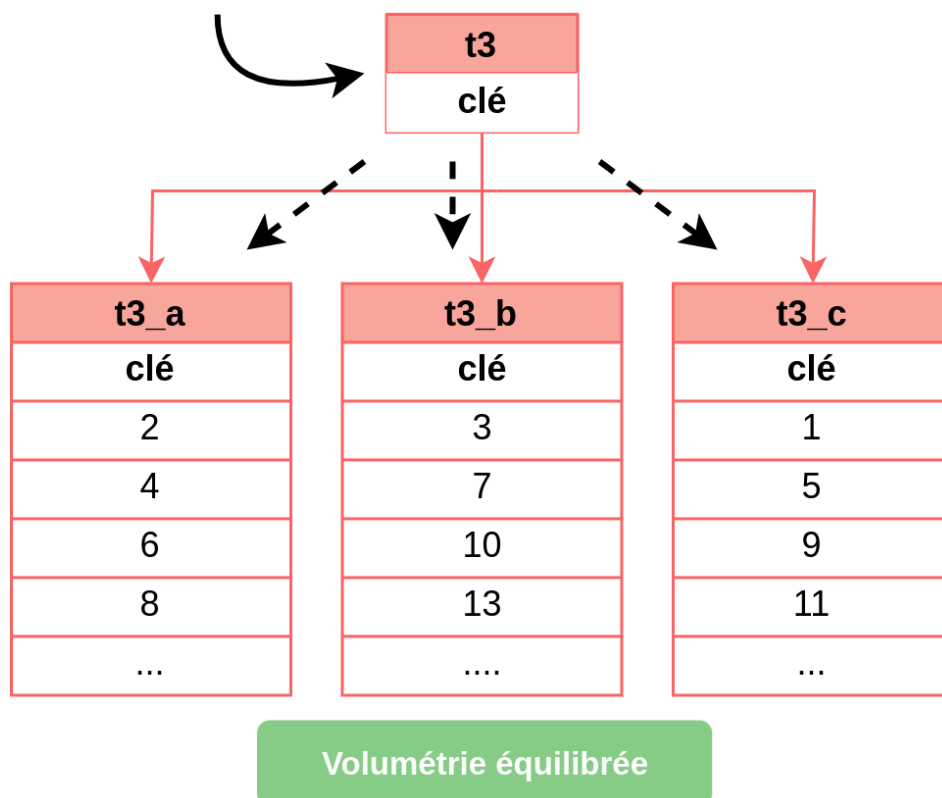 t3
clé
t3_a t3_b t3_c
clé clé clé
2 3 1
4 7 5
6 10 9
8 13 11
... .... ...
Volumétrie équilibrée